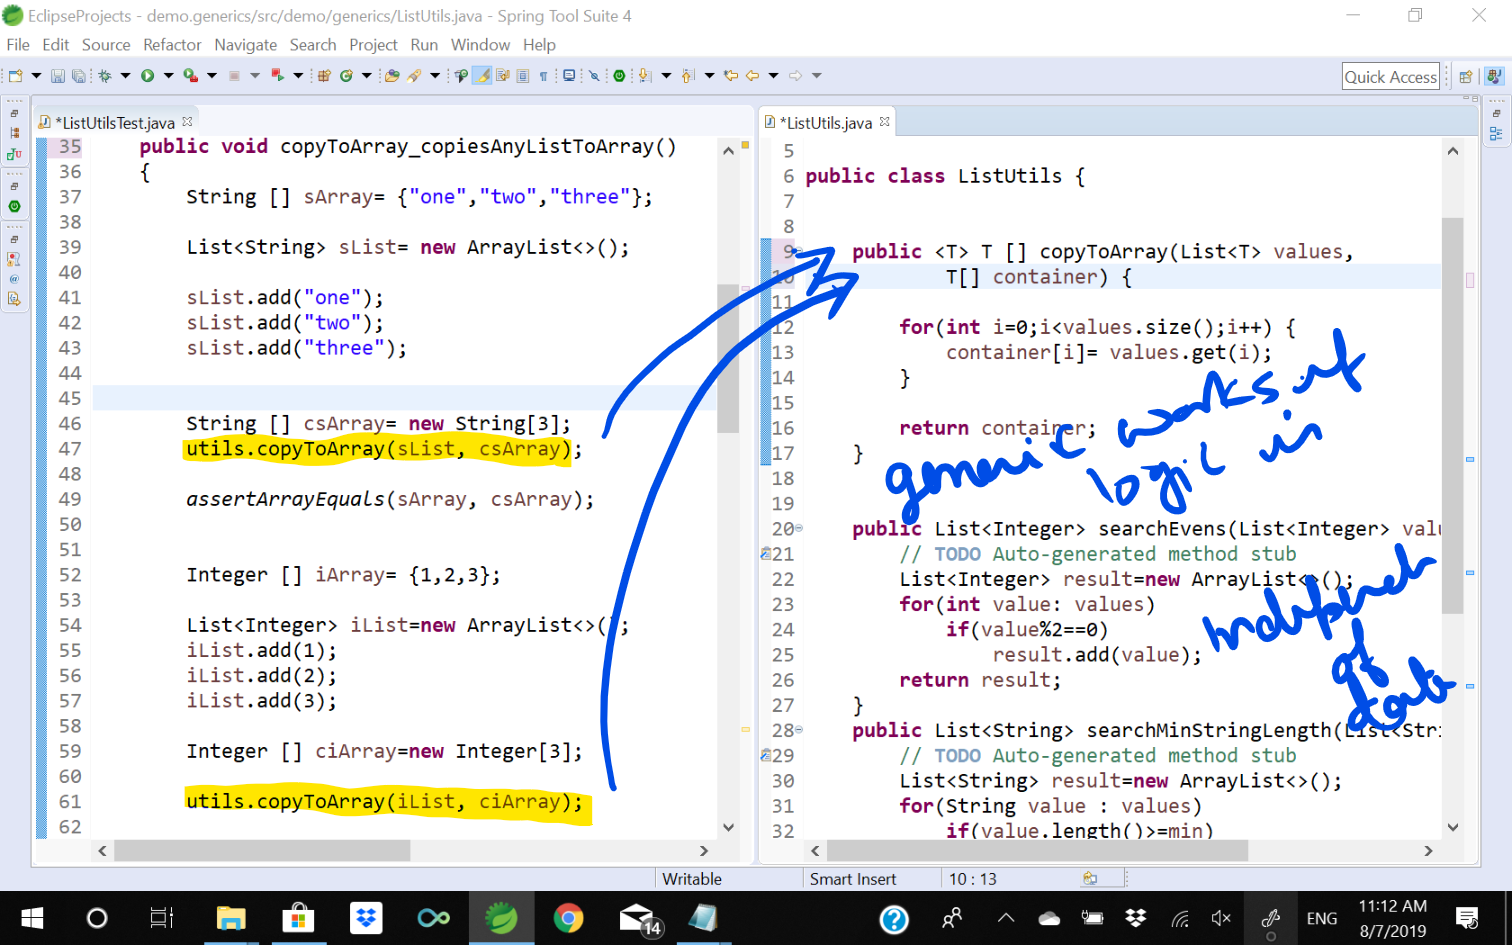 EclipseProjects - demo.generics/src/demo/generics/ListUtils.java - Spring Tool Suite 4
File Edit Source Refactor Navigate Search Project Run Window Help
Quick Access
*ListUtilsTest.java
35 public void copyToArray_copiesAnyListToArray()
36 {
37 String [] sArray= {"one","two","three"};
38
39 List<String> sList= new ArrayList<>();
40
41 sList.add("one");
42 sList.add("two");
43 sList.add("three");
44
45
46 String [] csArray= new String[3];
47 utils.copyToArray(sList, csArray);
48
49 assertArrayEquals(sArray, csArray);
50
51
52 Integer [] iArray= {1,2,3};
53
54 List<Integer> iList=new ArrayList<>();
55 iList.add(1);
56 iList.add(2);
57 iList.add(3);
58
59 Integer [] ciArray=new Integer[3];
60
61 utils.copyToArray(iList, ciArray);
62
*ListUtils.java
5
6 public class ListUtils {
7
8
9 public <T> T [] copyToArray(List<T> values,
10 T[] container) {
11
12 for(int i=0;i<values.size();i++) {
13 container[i]= values.get(i);
14 }
15
16 return container;
17 }
18
19
20 public List<Integer> searchEvens(List<Integer> valu
21 // TODO Auto-generated method stub
22 List<Integer> result=new ArrayList<>();
23 for(int value: values)
24 if(value%2==0)
25 result.add(value);
26 return result;
27 }
28 public List<String> searchMinStringLength(List<Stri
29 // TODO Auto-generated method stub
30 List<String> result=new ArrayList<>();
31 for(String value : values)
32 if(value.length()>=min)
generic works if
logic is
of
data
Writable Smart Insert 10 : 13
14
ENG
11:12 AM
8/7/2019